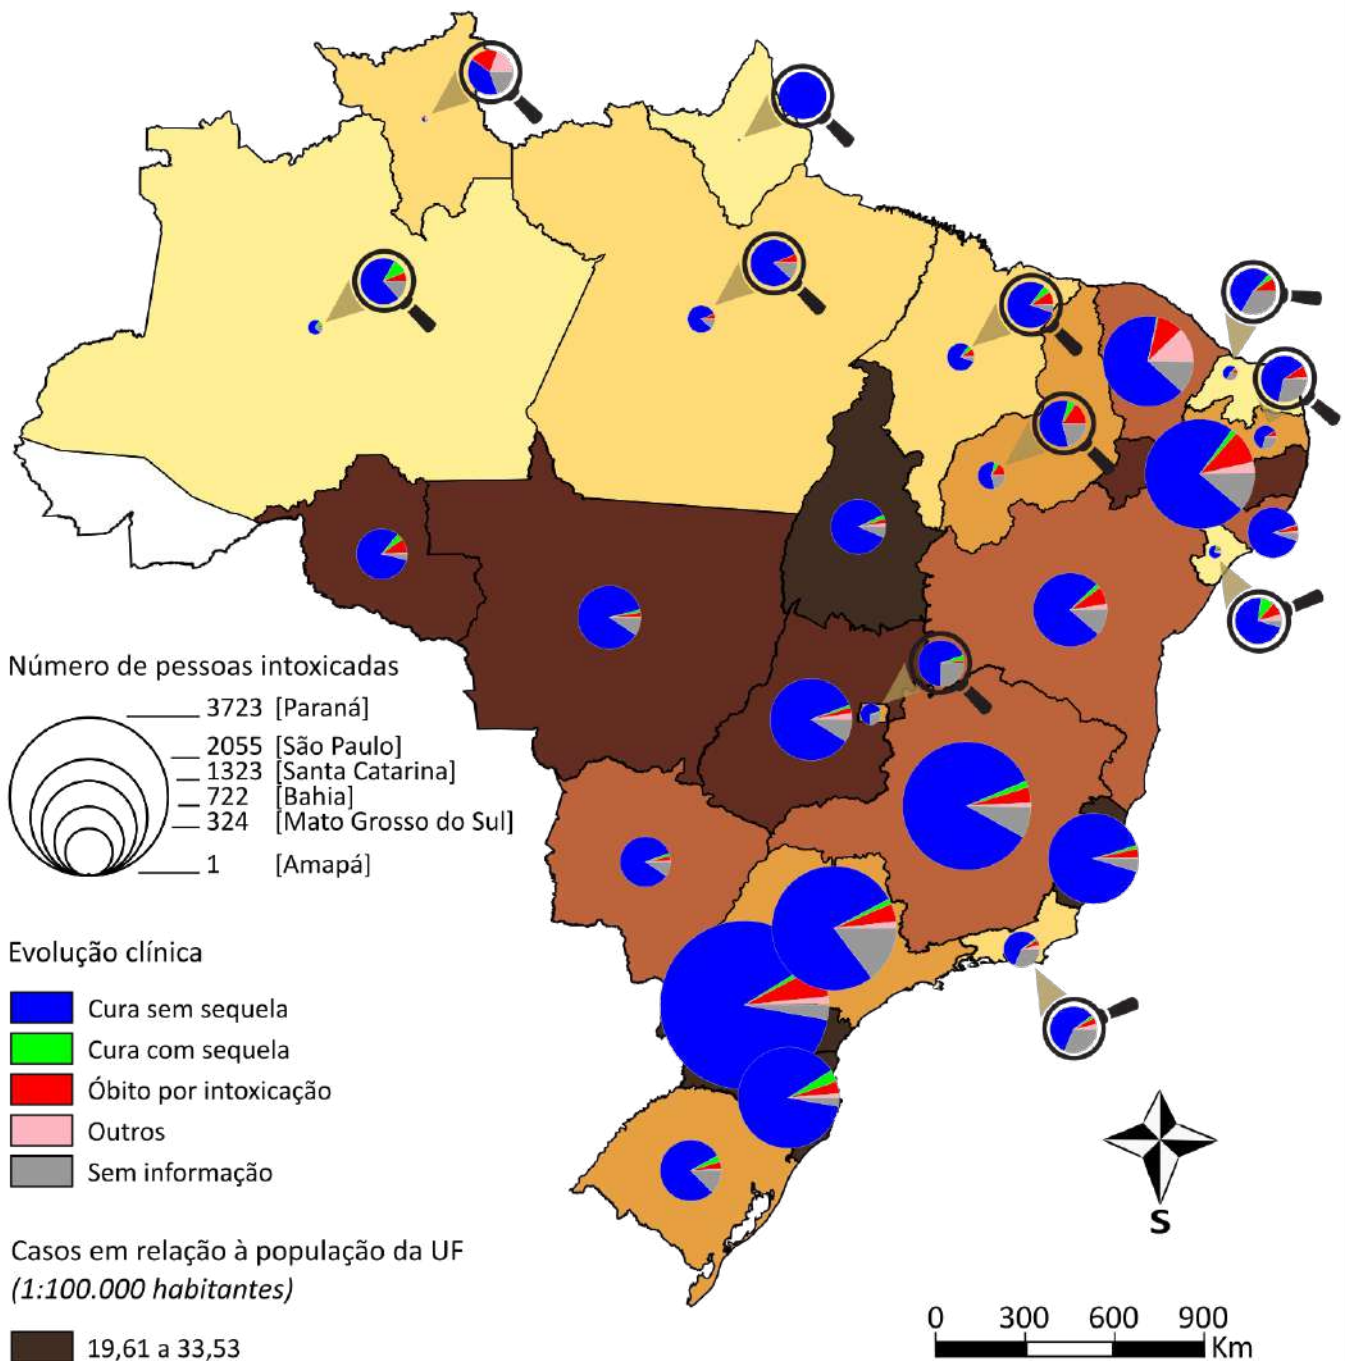 Número de pessoas intoxicadas
3723 [Paraná]
2055 [São Paulo]
1323 [Santa Catarina]
722 [Bahia]
324 [Mato Grosso do Sul]
1 [Amapá]
Evolução clínica
Cura sem sequela
Cura com sequela
Óbito por intoxicação
Outros
Sem informação
Casos em relação à população da UF
(1:100.000 habitantes)
19,61 a 33,53
S
0 300 600 900
Km